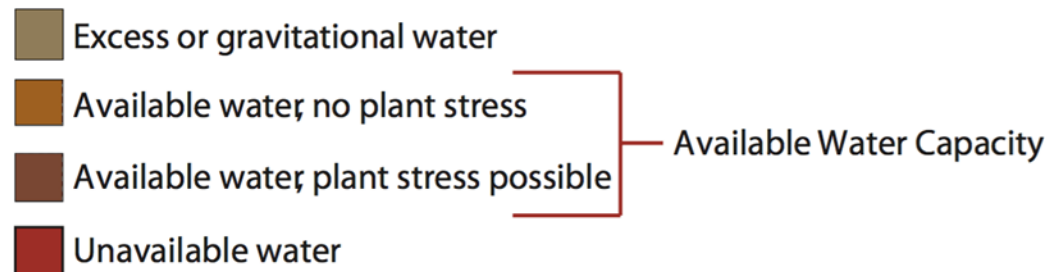 Excess or gravitational water
Available water, no plant stress
Available water, plant stress possible
Available Water Capacity
Unavailable water